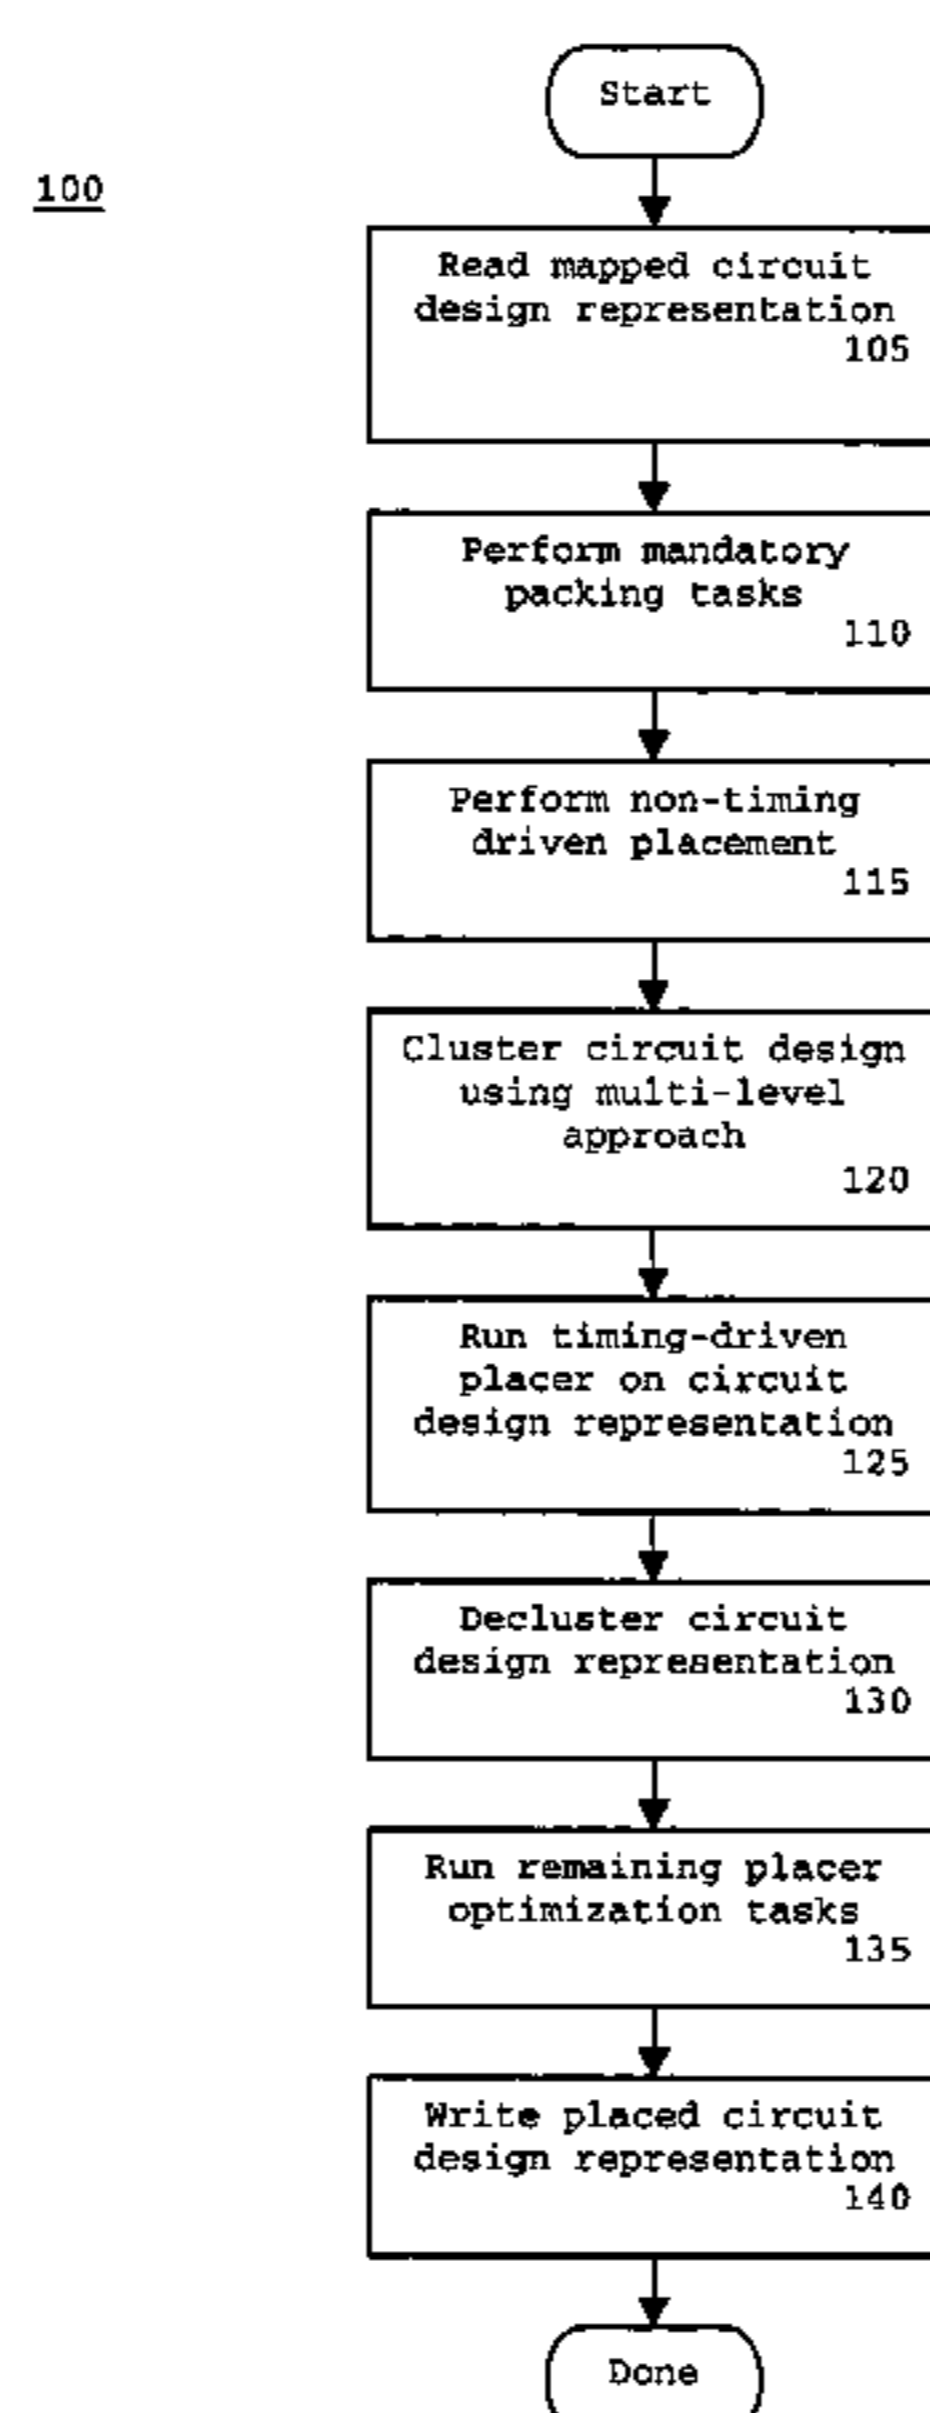 Start
100
Read mapped circuit
design representation
105
Perform mandatory
packing tasks
110
Perform non-timing
driven placement
115
Cluster circuit design
using multi-level
approach
120
Run timing-driven
placer on circuit
design representation
125
Decluster circuit
design representation
130
Run remaining placer
optimization tasks
135
Write placed circuit
design representation
140
Done